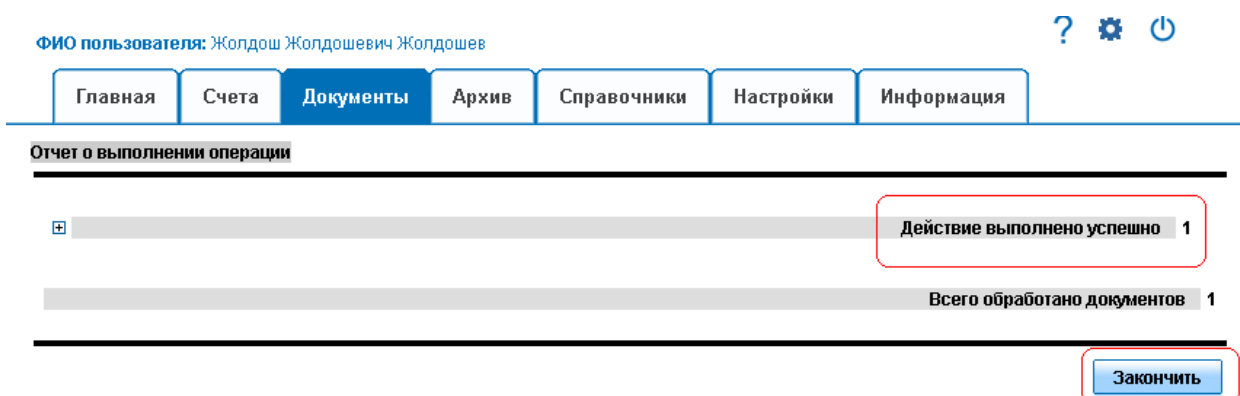 ФИО пользователя: Жолдош Жолдошевич Жолдошев
?
Главная Счета Документы Архив Справочники Настройки Информация
Отчет о выполнении операции
Действие выполнено успешно 1
Всего обработано документов 1
Закончить